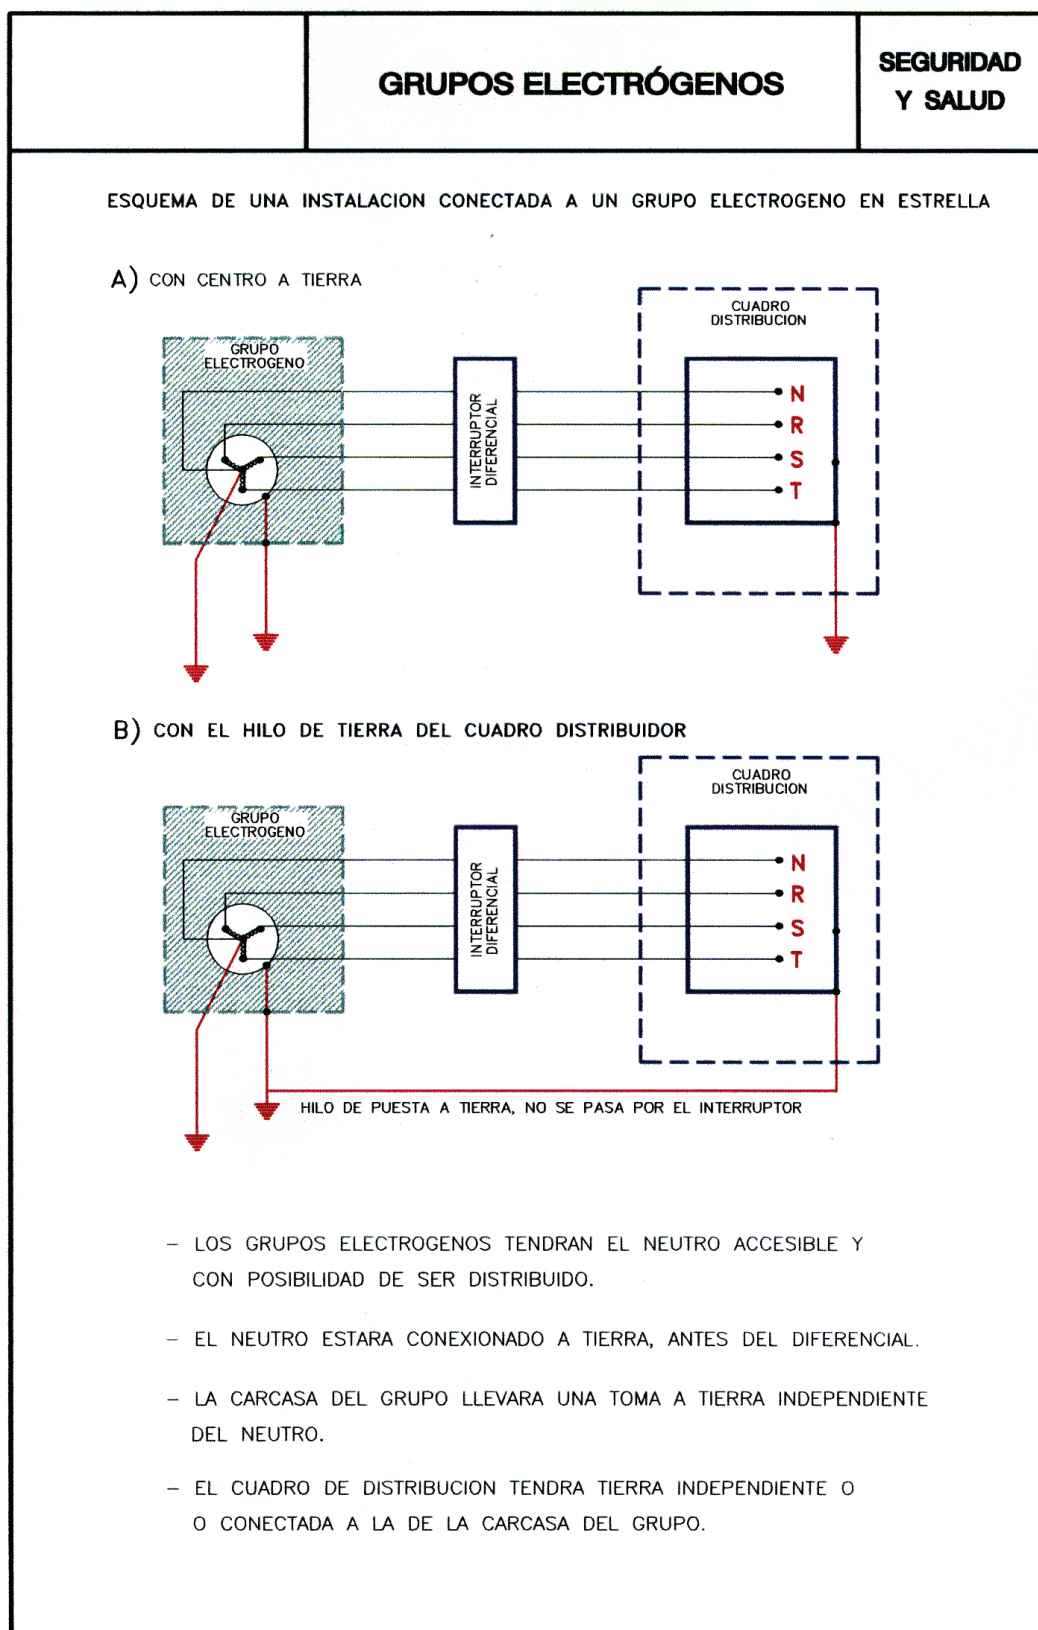 GRUPOS ELECTRÓGENOS
SEGURIDAD
Y SALUD
ESQUEMA DE UNA INSTALACION CONECTADA A UN GRUPO ELECTROGENO EN ESTRELLA
A) CON CENTRO A TIERRA
GRUPO
ELECTROGENO
INTERRUPTOR
DIFERENCIAL
CUADRO
DISTRIBUCION
N
R
S
T
B) CON EL HILO DE TIERRA DEL CUADRO DISTRIBUIDOR
GRUPO
ELECTROGENO
INTERRUPTOR
DIFERENCIAL
CUADRO
DISTRIBUCION
N
R
S
T
HILO DE PUESTA A TIERRA, NO SE PASA POR EL INTERRUPTOR
– LOS GRUPOS ELECTROGENOS TENDRAN EL NEUTRO ACCESIBLE Y
CON POSIBILIDAD DE SER DISTRIBUIDO.
– EL NEUTRO ESTARA CONEXIONADO A TIERRA, ANTES DEL DIFERENCIAL.
– LA CARCASA DEL GRUPO LLEVARA UNA TOMA A TIERRA INDEPENDIENTE
DEL NEUTRO.
– EL CUADRO DE DISTRIBUCION TENDRA TIERRA INDEPENDIENTE O
O CONECTADA A LA DE LA CARCASA DEL GRUPO.